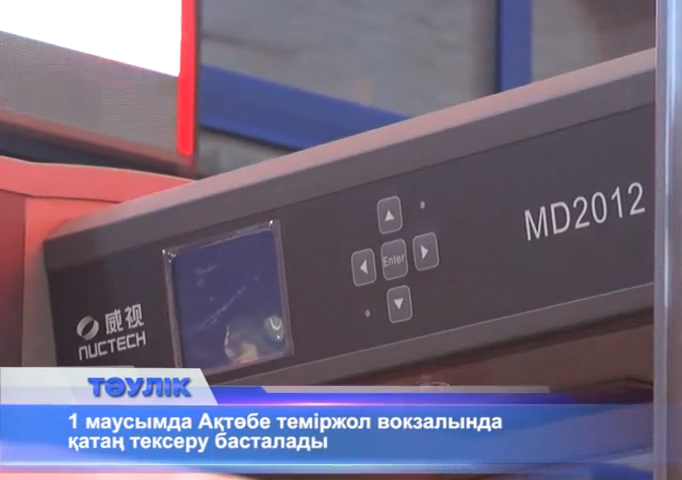 MD2012
Enter
威视
NUCTECH
ТӘУЛІК
1 маусымда Ақтөбе теміржол вокзалында
қатаң тексеру басталады